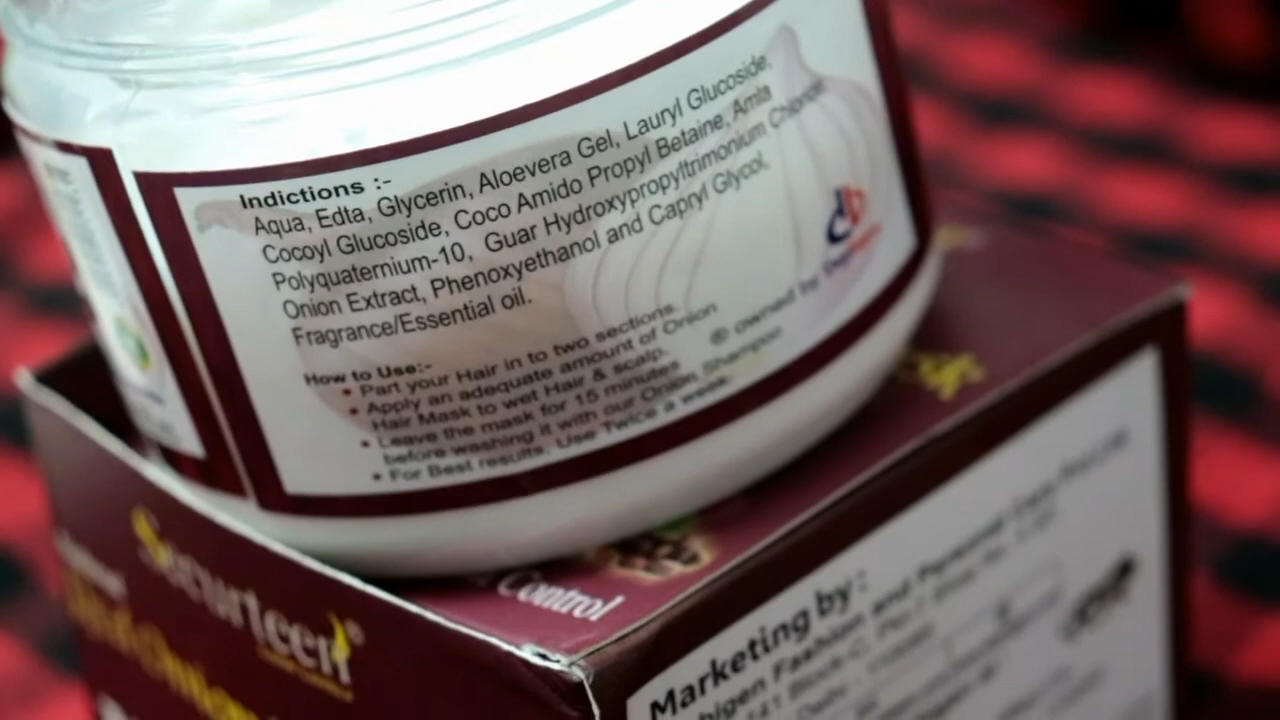 Indictions :-
Aqua, Edta, Glycerin, Aloevera Gel, Lauryl Glucoside,
Cocoyl Glucoside, Coco Amido Propyl Betaine, Amla
Polyquaternium-10, Guar Hydroxypropyltrimonium
Onion Extract, Phenoxyethanol and Capryl Glycol,
Fragrance/Essential oil.
How to Use:-
• Part your Hair in to two sections.
• Apply an adequate amount of Onion
Hair Mask to wet Hair & scalp.
• Leave the mask for 15 minutes
before washing it with our Onion Shampoo
• For Best results, Use Twice a week.
® owned by
db
Securteen
Control
Marketing by:
Fashion and Personal